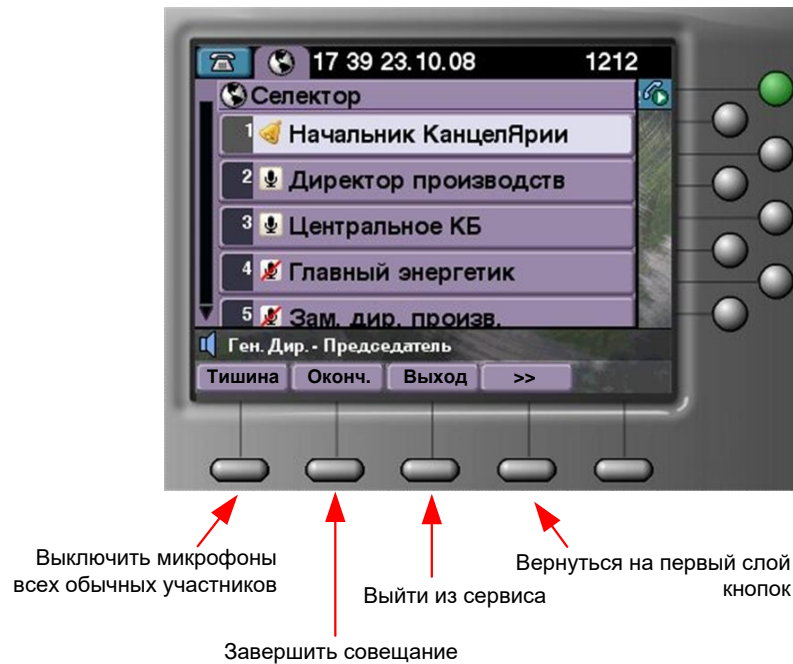 17 39 23.10.08 1212
Селектор
1 Начальник КанцелЯрии
2 Директор производств
3 Центральное КБ
4 Главный энергетик
5 Зам. дир. произв.
Ген. Дир. - Председатель
Тишина Оконч. Выход >>
Выключить микрофоны
всех обычных участников
Завершить совещание
Выйти из сервиса
Вернуться на первый слой
кнопок